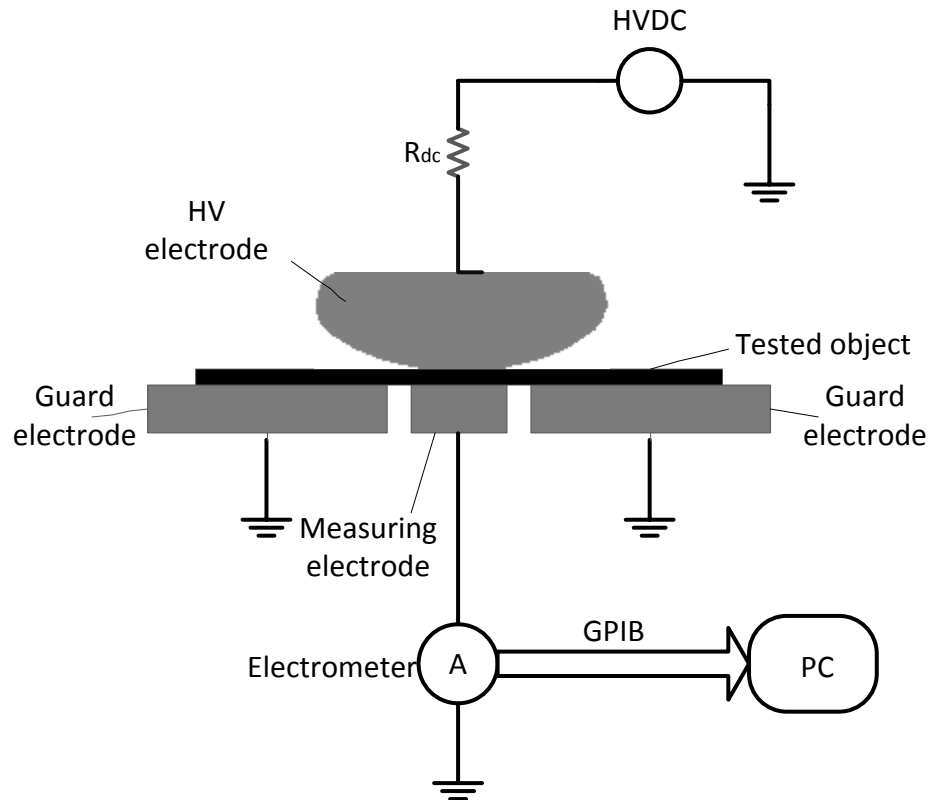 HVDC
Rdc
HV
electrode
Tested object
Guard
electrode
Guard
electrode
Measuring
electrode
GPIB
Electrometer
A
PC